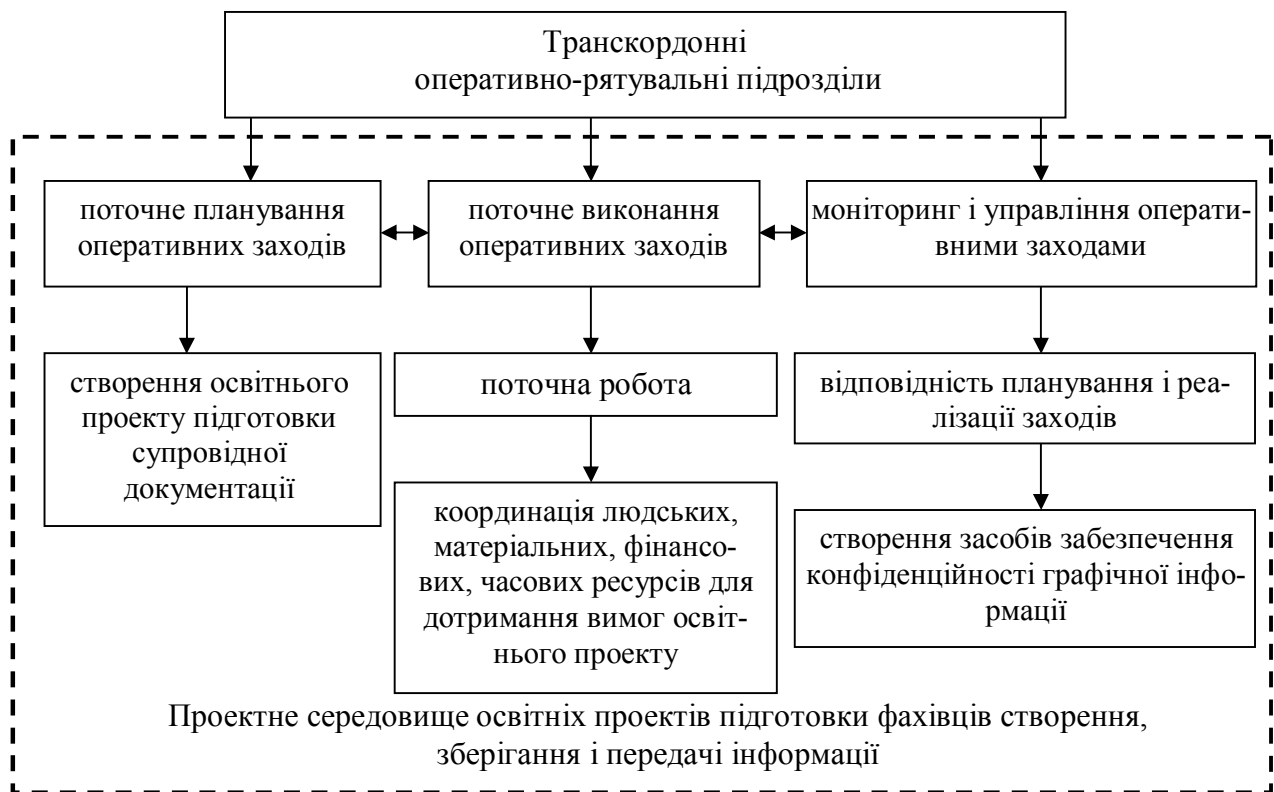 Транскордонні
оперативно-рятувальні підрозділи
поточне планування
оперативних заходів
поточне виконання
оперативних заходів
моніторинг і управління операти-
вними заходами
створення освітнього
проекту підготовки
супровідної
документації
поточна робота
відповідність планування і реа-
лізації заходів
координація людських,
матеріальних, фінансо-
вих, часових ресурсів для
дотримання вимог освіт-
нього проекту
створення засобів забезпечення
конфіденційності графічної інфо-
рмації
Проектне середовище освітніх проектів підготовки фахівців створення,
зберігання і передачі інформації